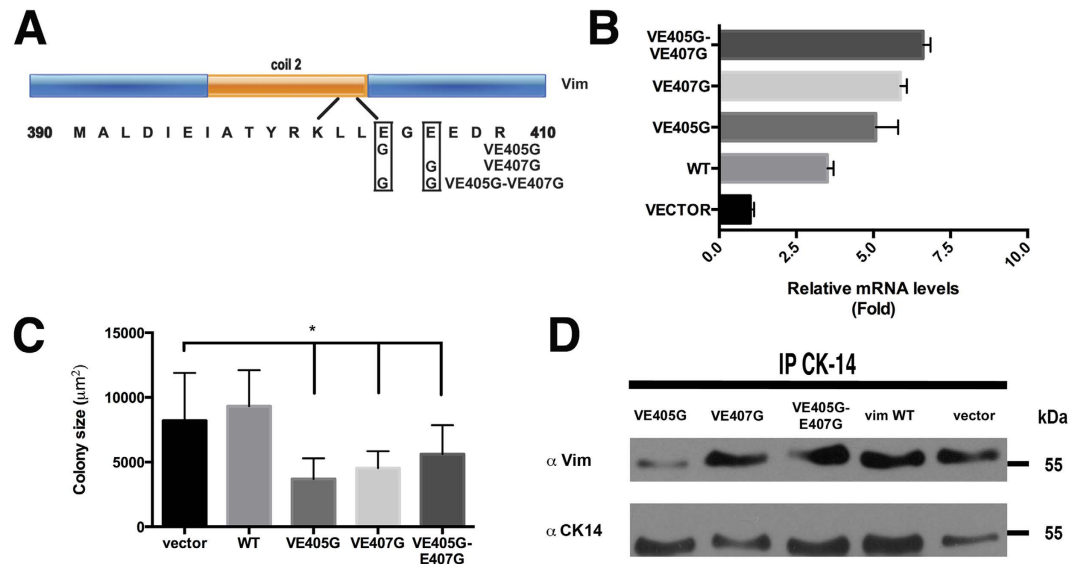 A
coil 2
Vim
390 M A L D I E I A T Y R K L L E G E E D R 410
G VE405G
G VE407G
G G VE405G-VE407G
B
VE405G-
VE407G
VE407G
VE405G
WT
VECTOR
0.0 2.5 5.0 7.5 10.0
Relative mRNA levels
(Fold)
C
Colony size (µm²)
15000
10000
5000
0
*
vector WT VE405G VE407G VE405G-
E407G
D
IP CK-14
VE405G VE407G VE405G-
E407G vim WT vector kDa
α Vim 55
α CK14 55